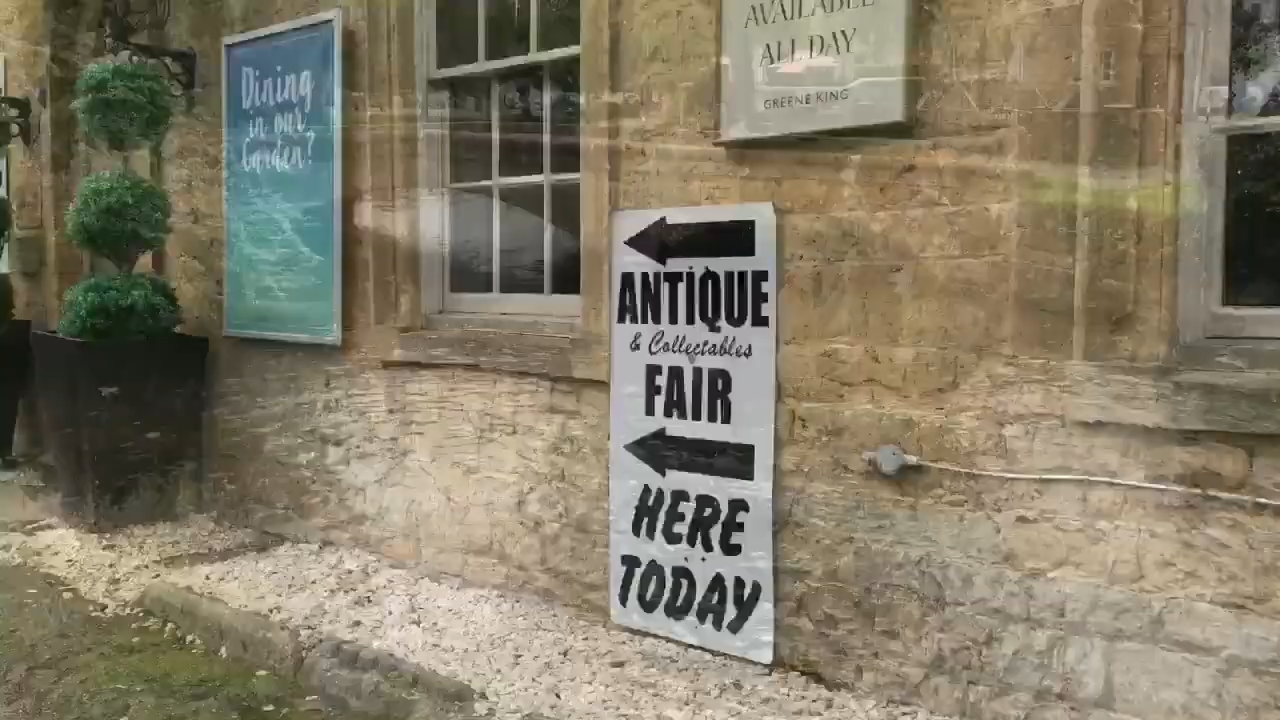 Dining
in our
Garden?
AVAILABLE
ALL DAY
GREENE KING
ANTIQUE
& Collectables
FAIR
HERE
TODAY